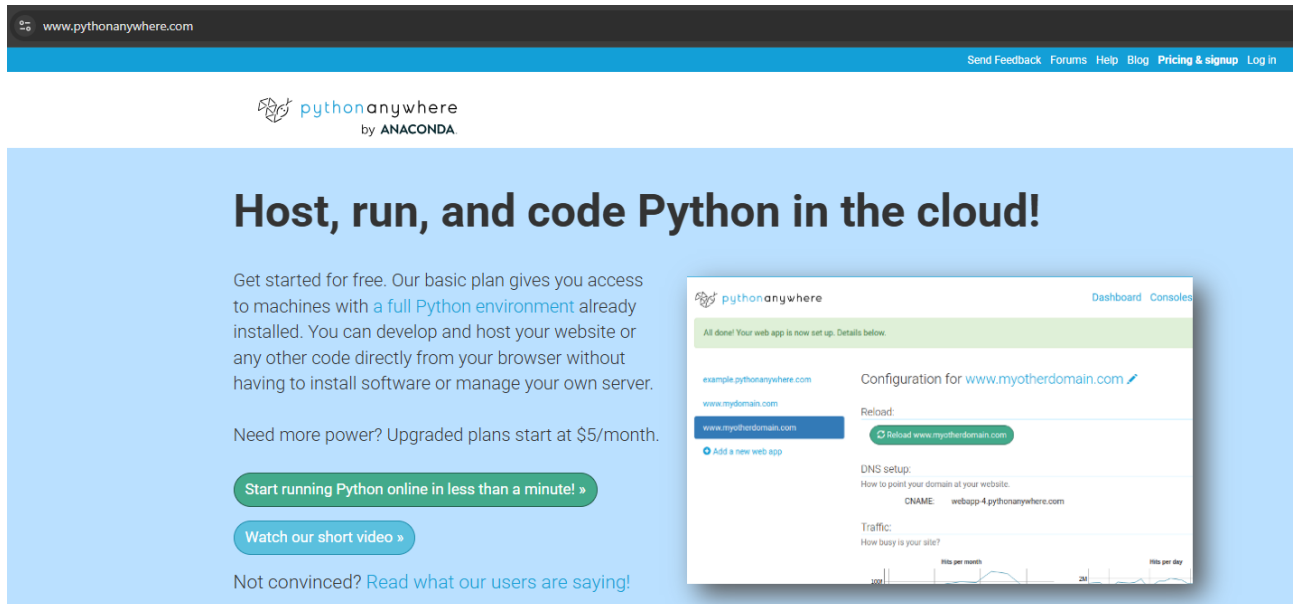 www.pythonanywhere.com
Send Feedback Forums Help Blog Pricing & signup Log in
pythonanywhere
by ANACONDA.
Host, run, and code Python in the cloud!
Get started for free. Our basic plan gives you access
to machines with a full Python environment already
installed. You can develop and host your website or
any other code directly from your browser without
having to install software or manage your own server.
Need more power? Upgraded plans start at $5/month.
Start running Python online in less than a minute! »
Watch our short video »
Not convinced? Read what our users are saying!
pythonanywhere
Dashboard Consoles
All done! Your web app is now set up. Details below.
example.pythonanywhere.com
www.mydomain.com
www.myotherdomain.com
Add a new web app
Configuration for www.myotherdomain.com
Reload:
Reload www.myotherdomain.com
DNS setup:
How to point your domain at your website.
CNAME: webapp-4.pythonanywhere.com
Traffic:
How busy is your site?
Hits per month Hits per day
2M